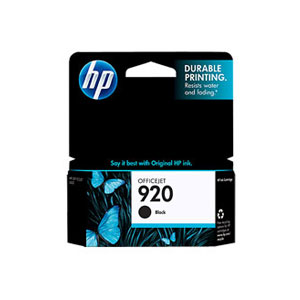 hp
DURABLE
PRINTING.
Resists water
and fading.
Say it best with Original HP ink.
OFFICEJET
920
Black